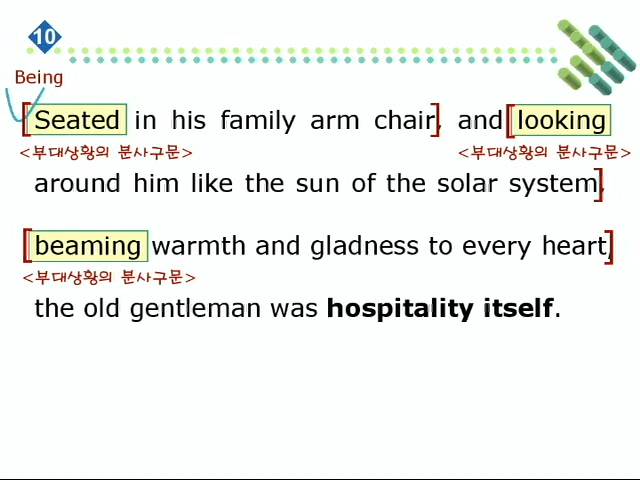 10
Being
Seated in his family arm chair, and looking
<부대상황의 분사구문> <부대상황의 분사구문>
around him like the sun of the solar system,
beaming warmth and gladness to every heart,
<부대상황의 분사구문>
the old gentleman was hospitality itself.